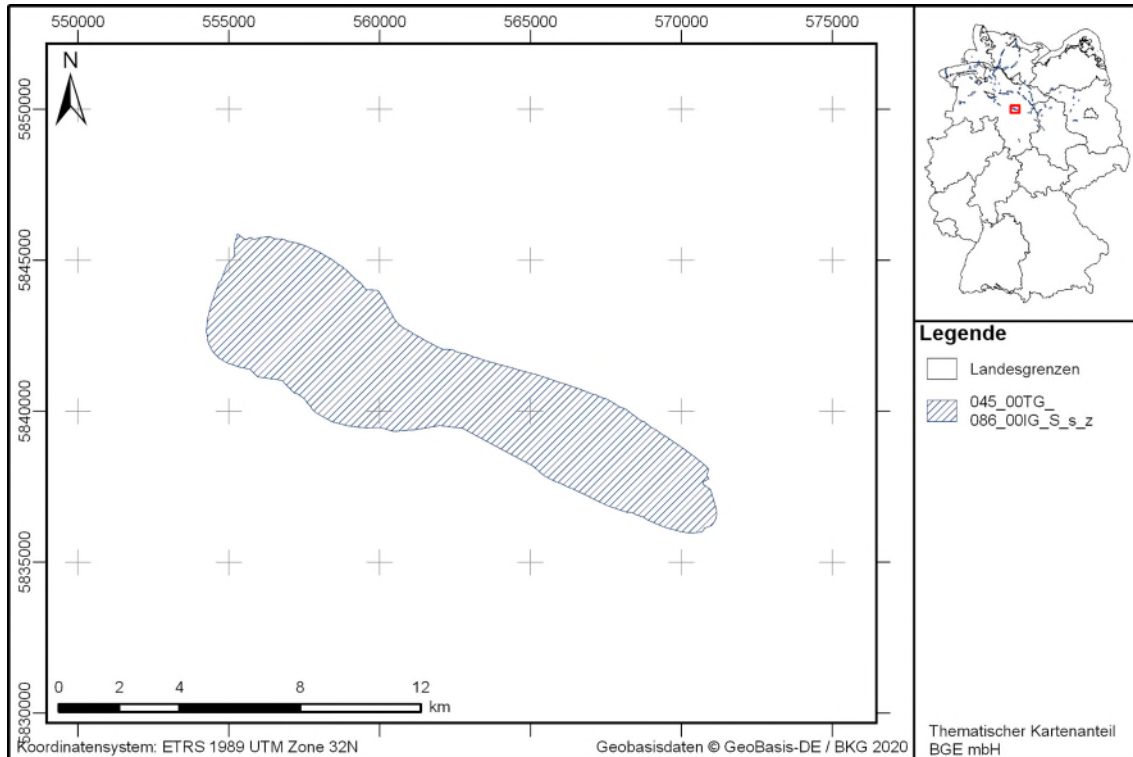 550000 555000 560000 565000 570000 575000
N
5850000
5845000
5840000
5835000
5830000
0 2 4 8 12
km
Koordinatensystem: ETRS 1989 UTM Zone 32N
Geobasisdaten © GeoBasis-DE / BKG 2020
Legende
Landesgrenzen
045_00TG_
086_00IG_S_s_z
Thematischer Kartenanteil
BGE mbH